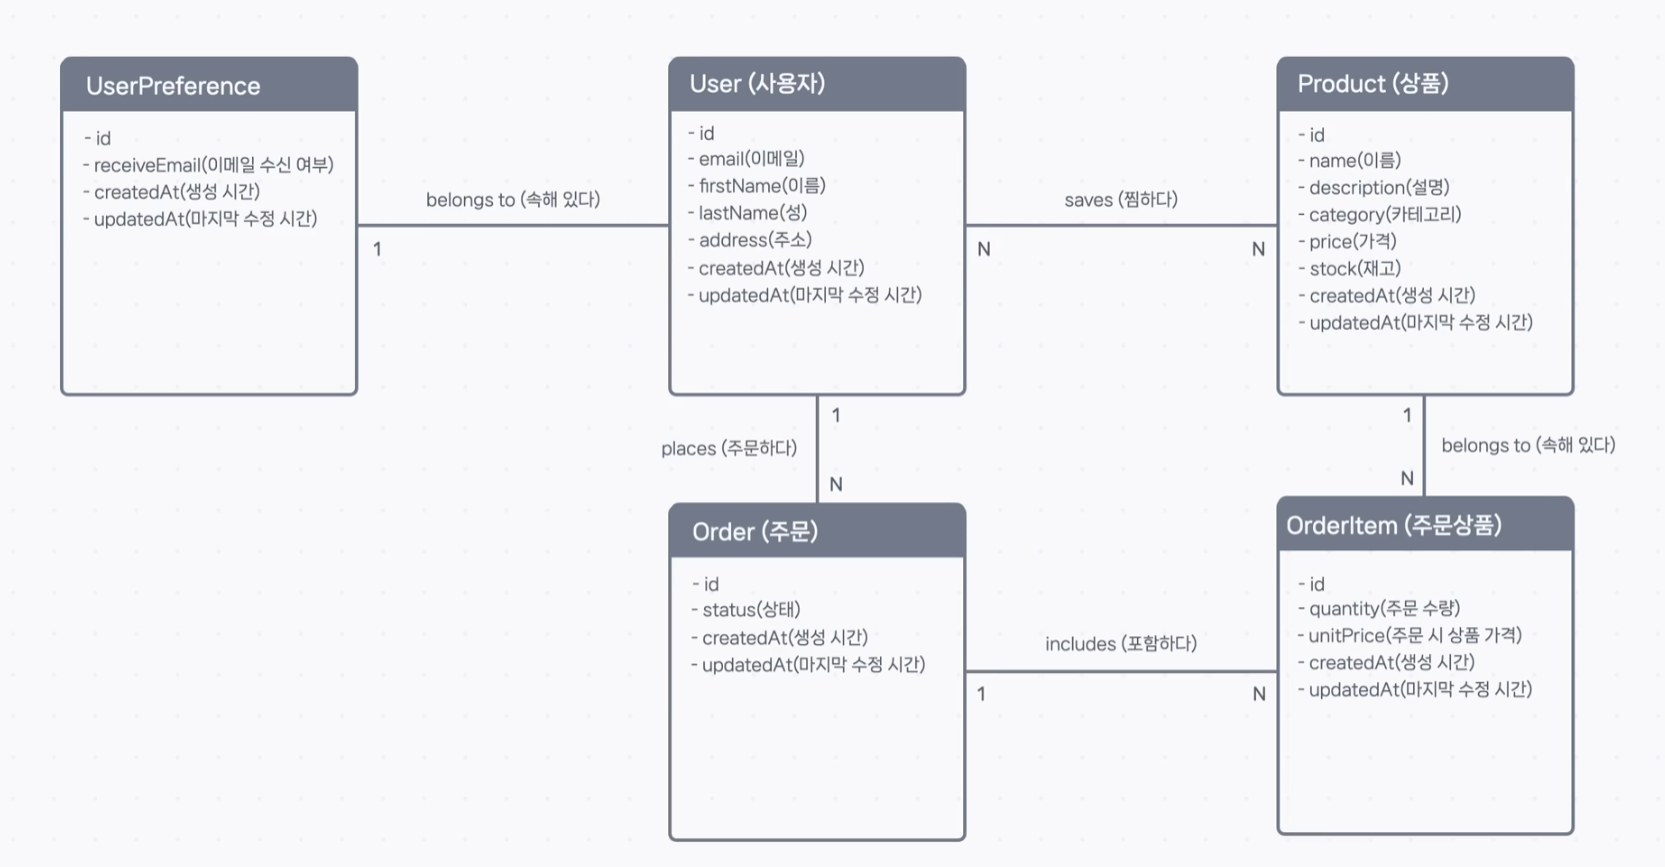 UserPreference
- id
- receiveEmail(이메일 수신 여부)
- createdAt(생성 시간)
- updatedAt(마지막 수정 시간)
belongs to (속해 있다)
1
User (사용자)
- id
- email(이메일)
- firstName(이름)
- lastName(성)
- address(주소)
- createdAt(생성 시간)
- updatedAt(마지막 수정 시간)
saves (찜하다)
N
N
Product (상품)
- id
- name(이름)
- description(설명)
- category(카테고리)
- price(가격)
- stock(재고)
- createdAt(생성 시간)
- updatedAt(마지막 수정 시간)
1
places (주문하다)
N
1
belongs to (속해 있다)
N
Order (주문)
- id
- status(상태)
- createdAt(생성 시간)
- updatedAt(마지막 수정 시간)
includes (포함하다)
1
N
OrderItem (주문상품)
- id
- quantity(주문 수량)
- unitPrice(주문 시 상품 가격)
- createdAt(생성 시간)
- updatedAt(마지막 수정 시간)